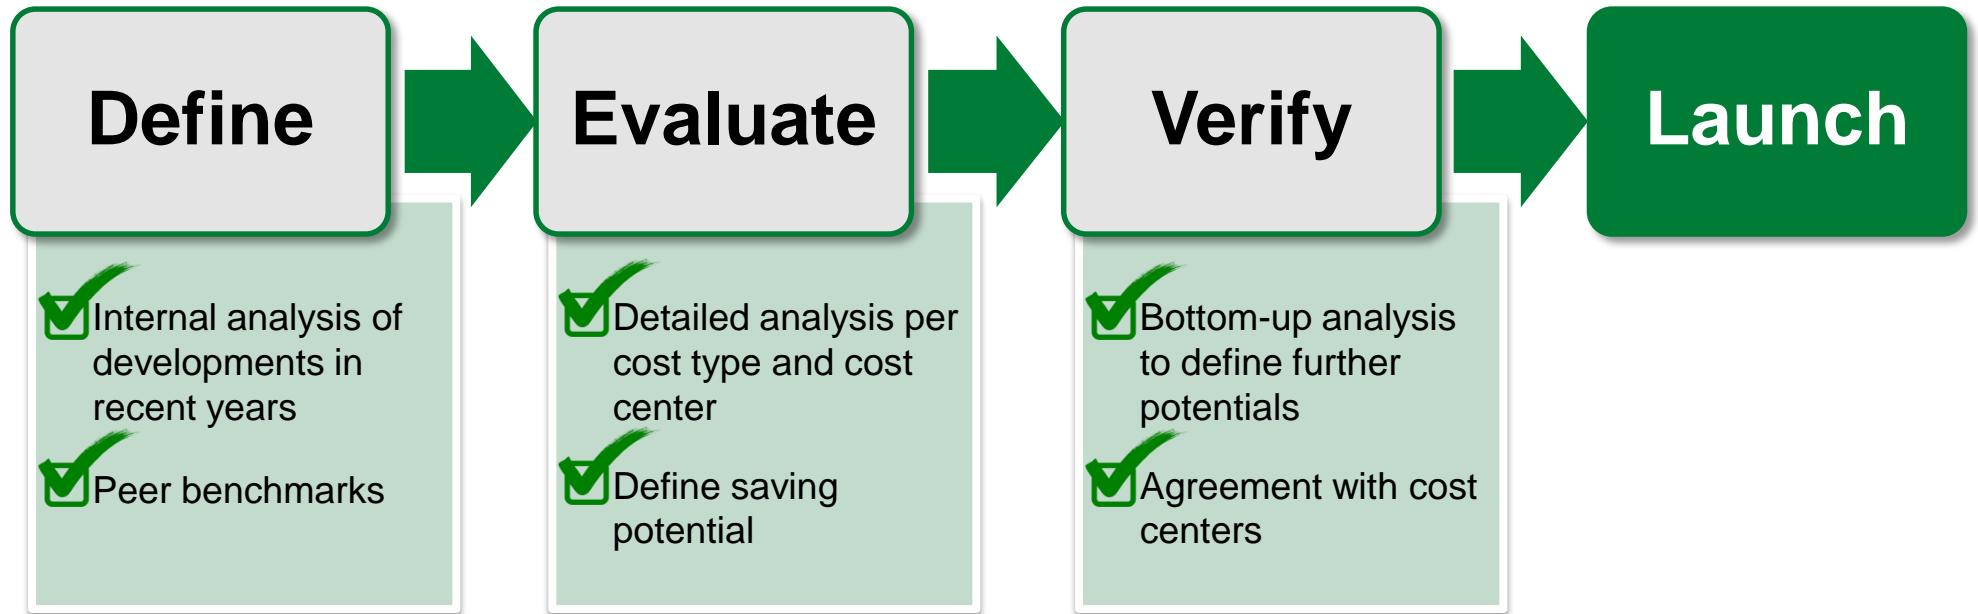 Define
Evaluate
Verify
Launch
Internal analysis of
developments in
recent years
Peer benchmarks
Detailed analysis per
cost type and cost
center
Define saving
potential
Bottom-up analysis
to define further
potentials
Agreement with cost
centers